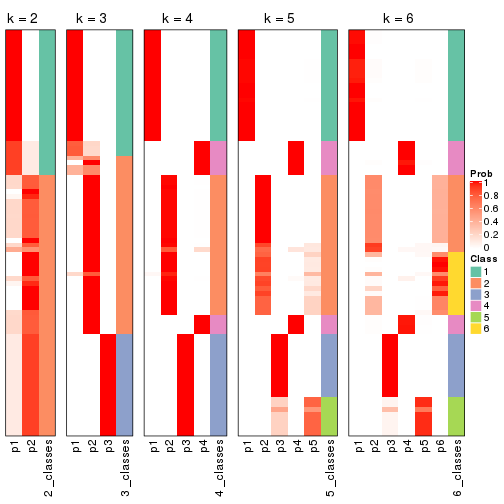 k = 2
k = 3
k = 4
k = 5
k = 6
p1
p2
2_classes
p1
p2
p3
3_classes
p1
p2
p3
p4
4_classes
p1
p2
p3
p4
p5
5_classes
p1
p2
p3
p4
p5
p6
6_classes
Prob
1
0.8
0.6
0.4
0.2
0
Class
1
2
3
4
5
6